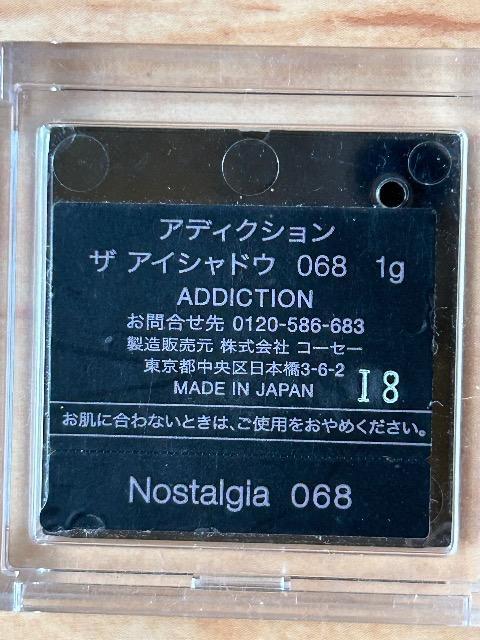 アディクション
ザ アイシャドウ 068 1g
ADDICTION
お問合せ先 0120-586-683
製造販売元 株式会社 コーセー
東京都中央区日本橋3-6-2
MADE IN JAPAN I8
お肌に合わないときは、ご使用をおやめください。
Nostalgia 068